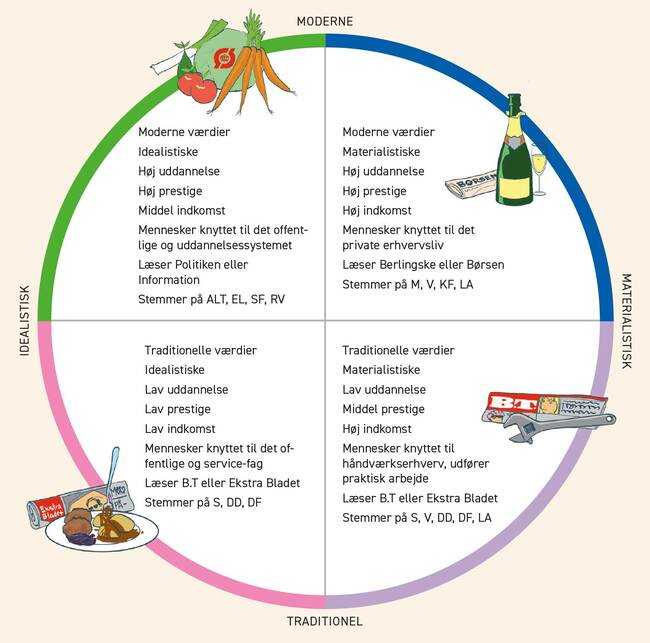 MODERNE
Moderne værdier
Idealistiske
Høj uddannelse
Høj prestige
Middel indkomst
Mennesker knyttet til det offent-
lige og uddannelsessystemet
Læser Politiken eller
Information
Stemmer på ALT, EL, SF, RV
Moderne værdier
Materialistiske
Høj uddannelse
Høj prestige
Høj indkomst
Mennesker knyttet til det
private erhvervsliv
Læser Berlingske eller Børsen
Stemmer på M, V, KF, LA
BØRSEN
IDEALISTISK
MATERIALISTISK
Traditionelle værdier
Idealistiske
Lav uddannelse
Lav prestige
Lav indkomst
Mennesker knyttet til det of-
fentlige og service-fag
Læser B.T eller Ekstra Bladet
Stemmer på S, DD, DF
Ekstra
Bladet
Traditionelle værdier
Materialistiske
Lav uddannelse
Middel prestige
Høj indkomst
Mennesker knyttet til
håndværkserhverv, udfører
praktisk arbejde
Læser B.T eller Ekstra Bladet
Stemmer på S, V, DD, DF, LA
B.T
TRADITIONEL